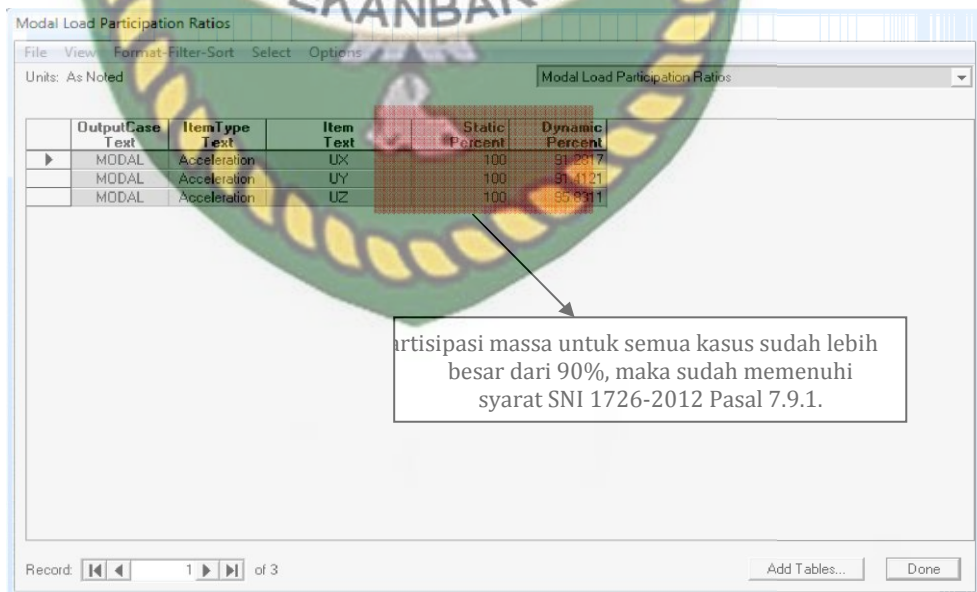 EKANBAR
Modal Load Participation Ratios
File View Format-Filter-Sort Select Options
Units: As Noted
Modal Load Participation Ratios
OutputCase ItemType Item Static Dynamic
Text Text Text Percent Percent
MODAL Acceleration UX 100
MODAL Acceleration UY 100 91.4121
MODAL Acceleration UZ 100
artisipasi massa untuk semua kasus sudah lebih
besar dari 90%, maka sudah memenuhi
syarat SNI 1726-2012 Pasal 7.9.1.
Record: 1 of 3
Add Tables...
Done